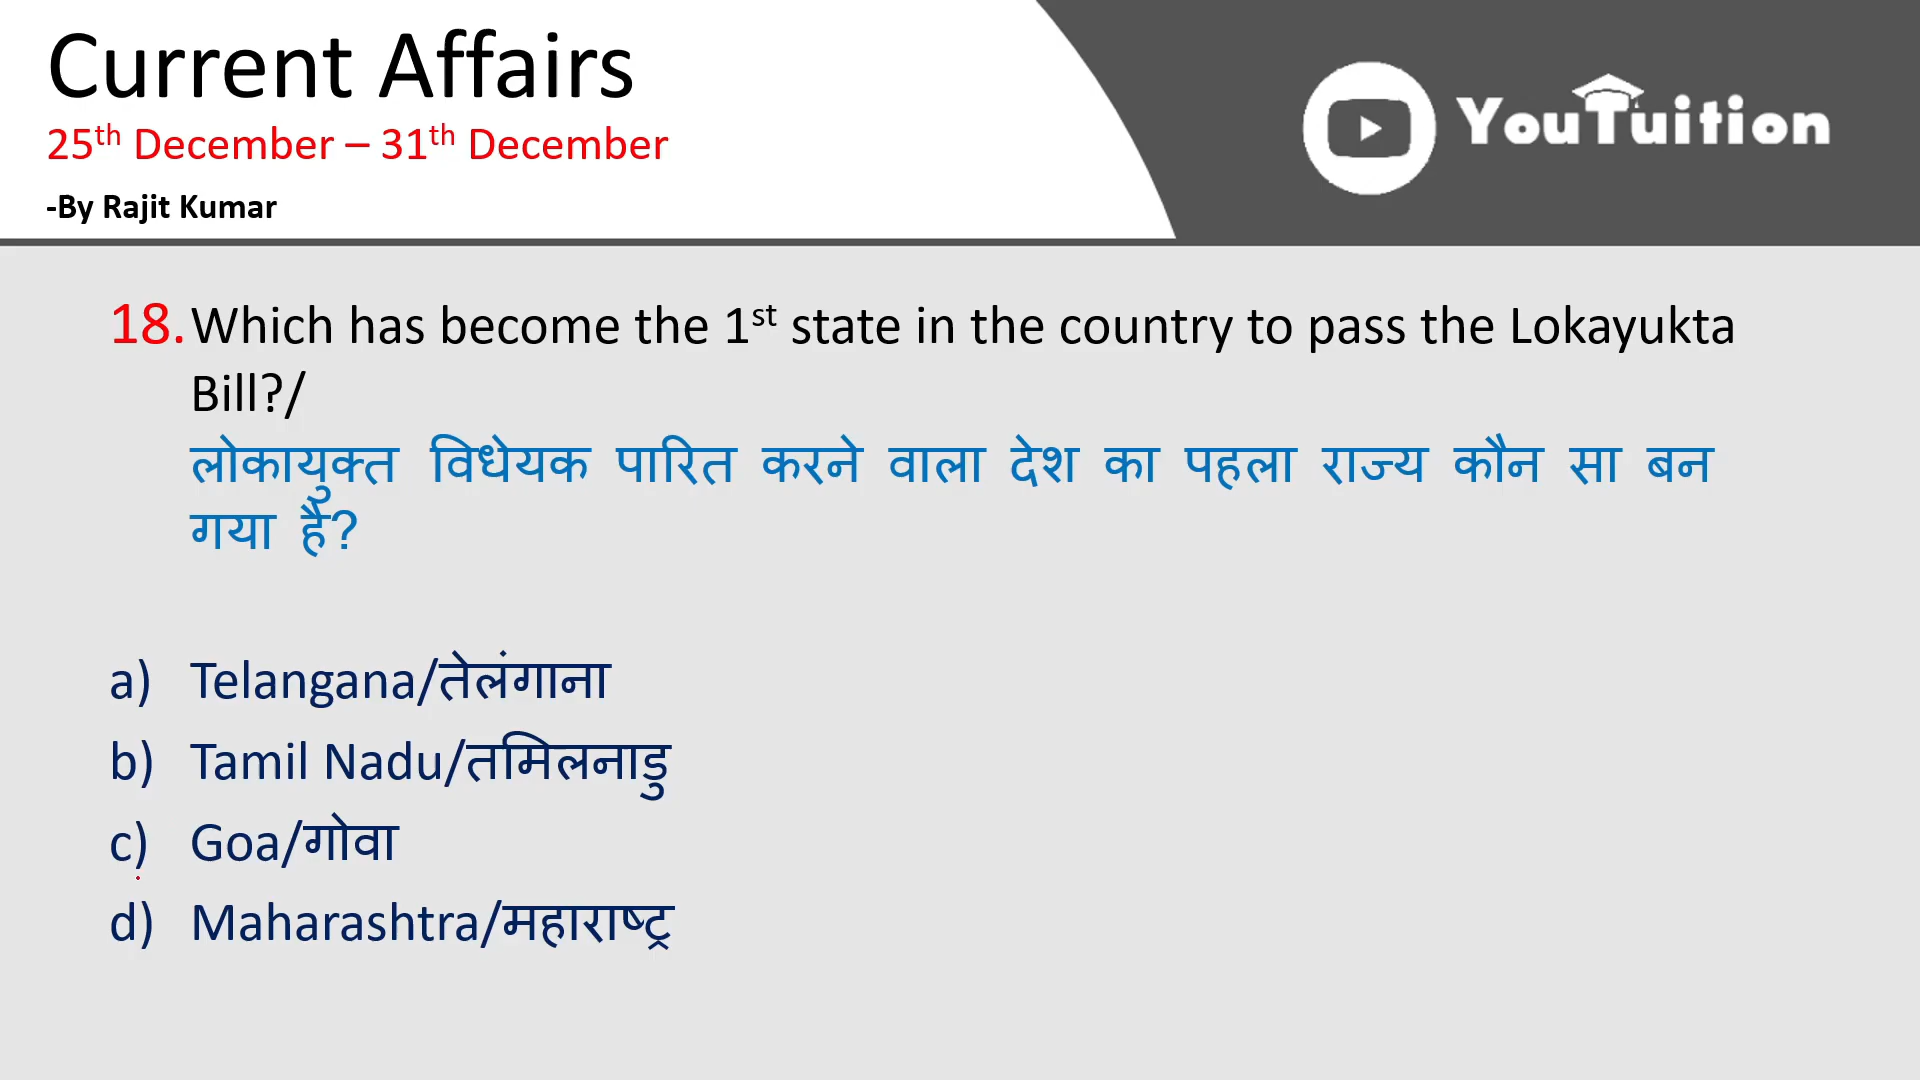 Current Affairs
25th December – 31th December
-By Rajit Kumar
YouTuition
18. Which has become the 1st state in the country to pass the Lokayukta
Bill?/
लोकायुक्त विधेयक पारित करने वाला देश का पहला राज्य कौन सा बन
गया है?
a) Telangana/तेलंगाना
b) Tamil Nadu/तमिलनाडु
c) Goa/गोवा
d) Maharashtra/महाराष्ट्र